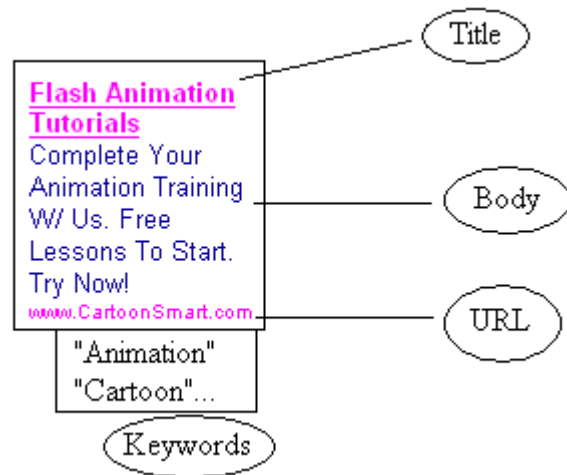 Title
Flash Animation
Tutorials
Complete Your
Animation Training
W/ Us. Free
Lessons To Start.
Try Now!
www.CartoonSmart.com
Body
URL
"Animation"
"Cartoon"...
Keywords